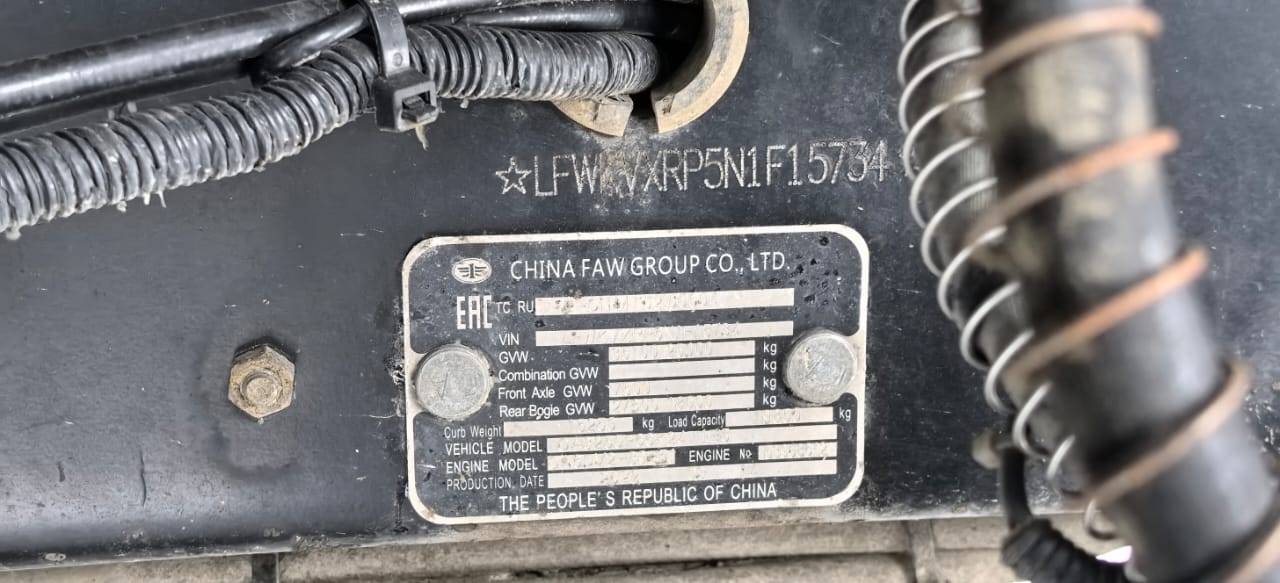 ☆LFWKVXRP5N1F15734
CHINA FAW GROUP CO., LTD.
EAC TC RU
VIN
GVW kg
Combination GVW kg
Front Axle GVW kg
Rear Bogie GVW kg
Curb Weight kg Load Capacity kg
VEHICLE MODEL
ENGINE MODEL ENGINE No
PRODUCTION. DATE
THE PEOPLE'S REPUBLIC OF CHINA